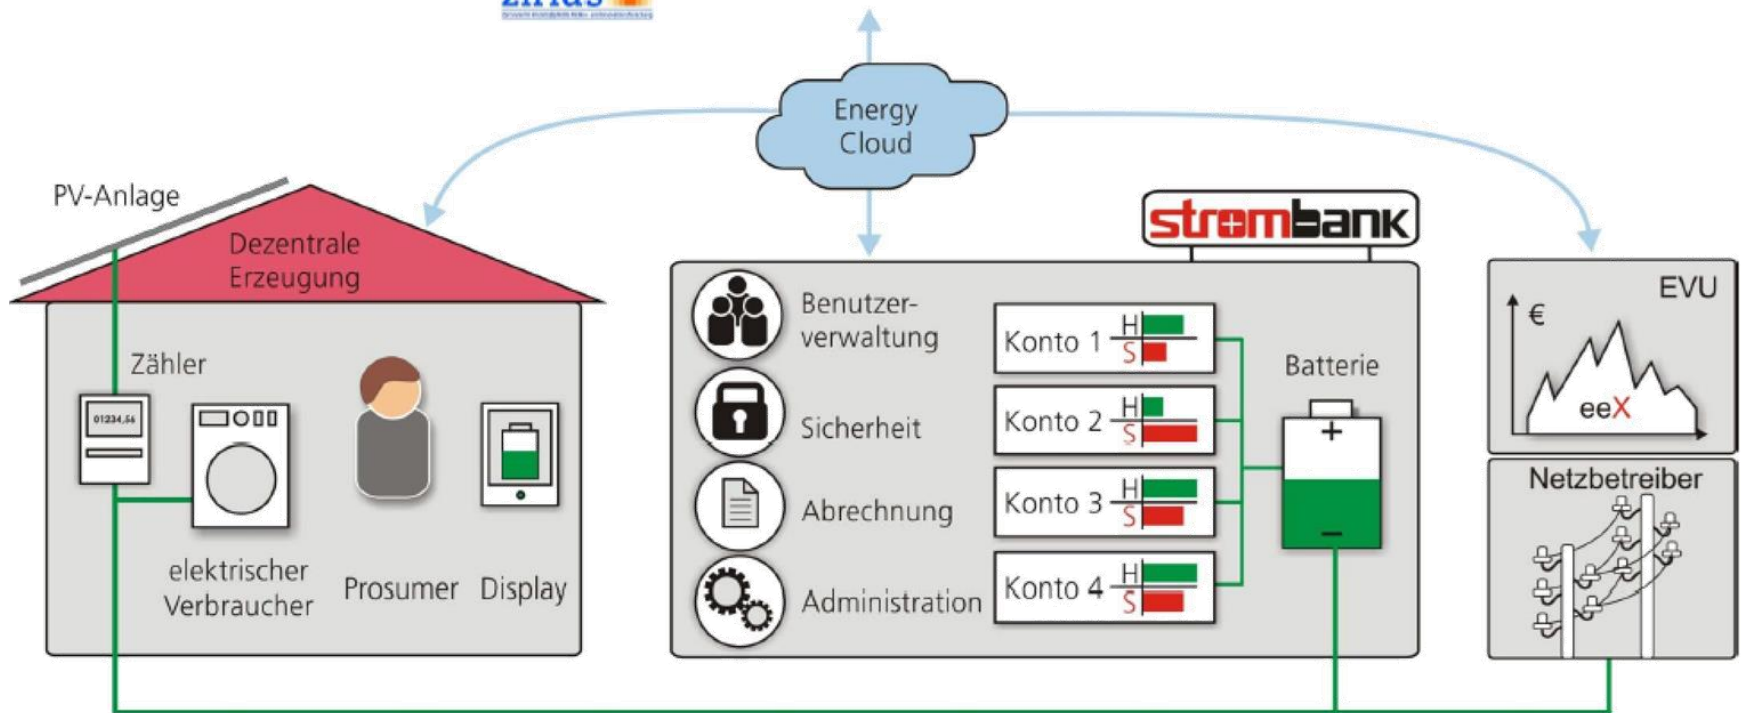 Energy
Cloud
PV-Anlage
Dezentrale
Erzeugung
Zähler
01234,56
elektrischer
Verbraucher
Prosumer
Display
strombank
Benutzer-
verwaltung
Sicherheit
Abrechnung
Administration
Konto 1
H
S
Konto 2
H
S
Konto 3
H
S
Konto 4
H
S
Batterie
+
−
EVU
€
eeX
Netzbetreiber